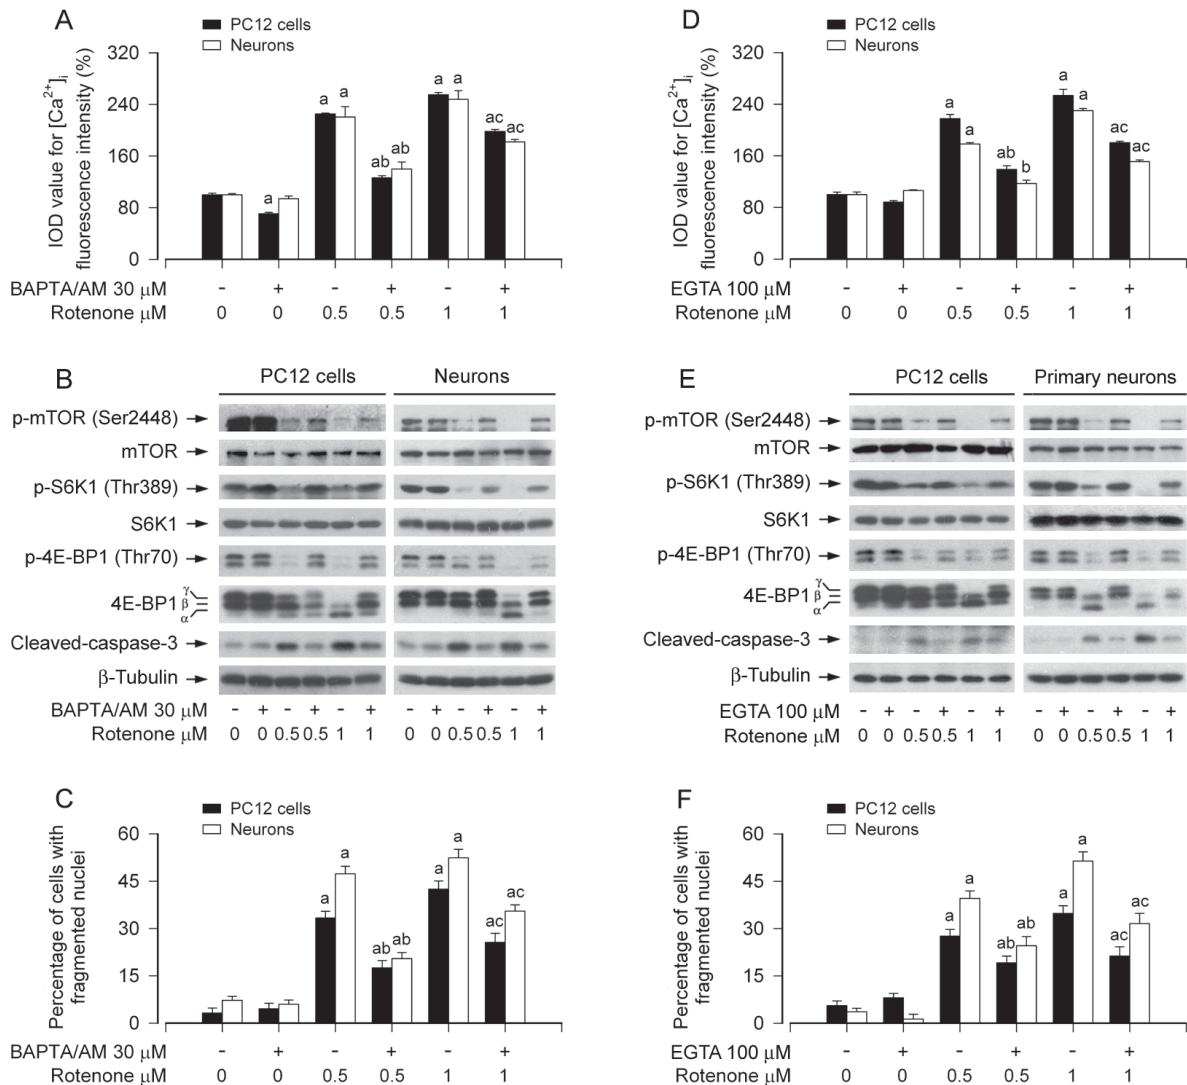 A
PC12 cells
Neurons
IOD value for [Ca2+]i
fluorescence intensity (%)
320
240
160
80
0
a
a a
ab ab
a a
ac ac
- + - + - +
BAPTA/AM 30 μM
Rotenone μM
0 0 0.5 0.5 1 1
D
PC12 cells
Neurons
IOD value for [Ca2+]i
fluorescence intensity (%)
320
240
160
80
0
a
a
ab
b
a
a
ac
ac
- + - + - +
EGTA 100 μM
Rotenone μM
0 0 0.5 0.5 1 1
B
PC12 cells
Neurons
p-mTOR (Ser2448)
mTOR
p-S6K1 (Thr389)
S6K1
p-4E-BP1 (Thr70)
4E-BP1
γ
β
α
Cleaved-caspase-3
β-Tubulin
BAPTA/AM 30 μM
- + - + - + - + - + - +
Rotenone μM
0 0 0.5 0.5 1 1 0 0 0.5 0.5 1 1
E
PC12 cells
Primary neurons
p-mTOR (Ser2448)
mTOR
p-S6K1 (Thr389)
S6K1
p-4E-BP1 (Thr70)
4E-BP1
γ
β
α
Cleaved-caspase-3
β-Tubulin
EGTA 100 μM
- + - + - + - + - + - +
Rotenone μM
0 0 0.5 0.5 1 1 0 0 0.5 0.5 1 1
C
PC12 cells
Neurons
Percentage of cells with
fragmented nuclei
60
45
30
15
0
a
a
ab ab
a
a
ac
ac
BAPTA/AM 30 μM
- + - + - +
Rotenone μM
0 0 0.5 0.5 1 1
F
PC12 cells
Neurons
Percentage of cells with
fragmented nuclei
60
45
30
15
0
a
a
ab ab
a
a
ac
ac
EGTA 100 μM
- + - + - +
Rotenone μM
0 0 0.5 0.5 1 1